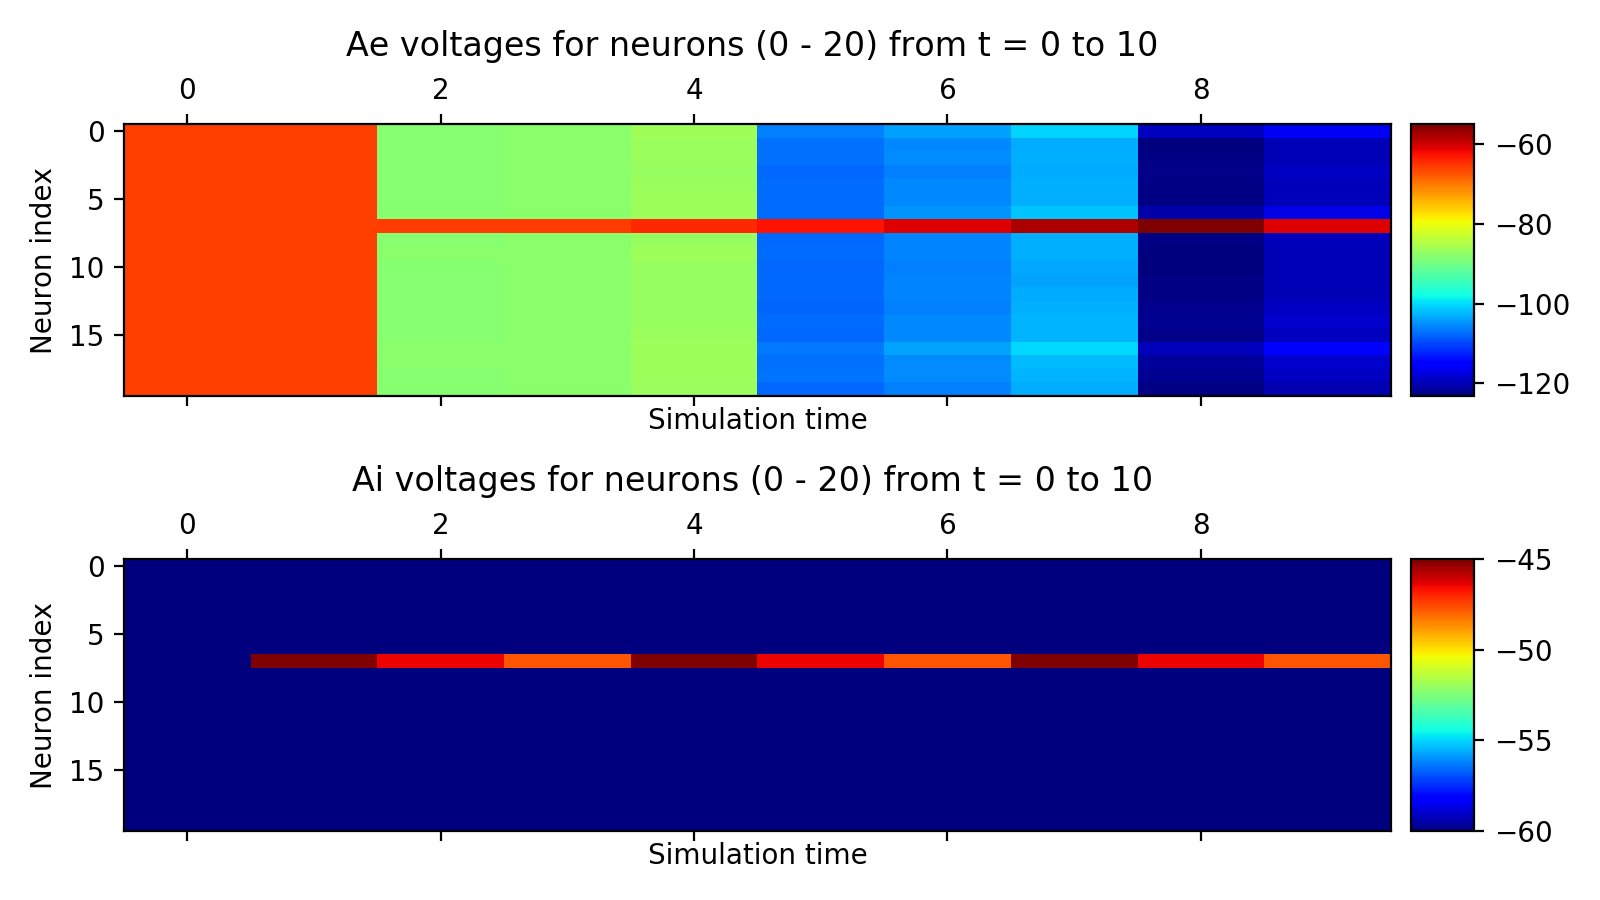 Ae voltages for neurons (0 - 20) from t = 0 to 10
0 2 4 6 8
Neuron index
0
5
10
15
−60
−80
−100
−120
Simulation time
Ai voltages for neurons (0 - 20) from t = 0 to 10
0 2 4 6 8
Neuron index
0
5
10
15
−45
−50
−55
−60
Simulation time